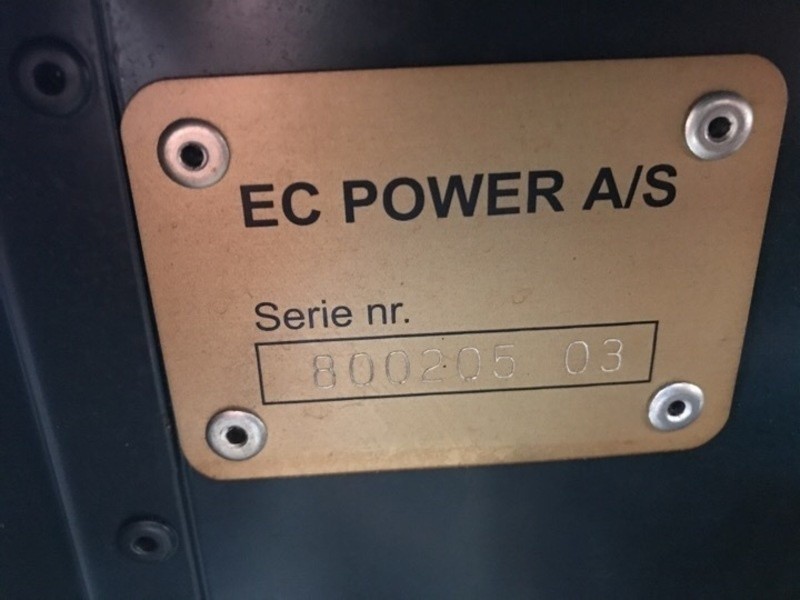 EC POWER A/S
Serie nr.
800205 03